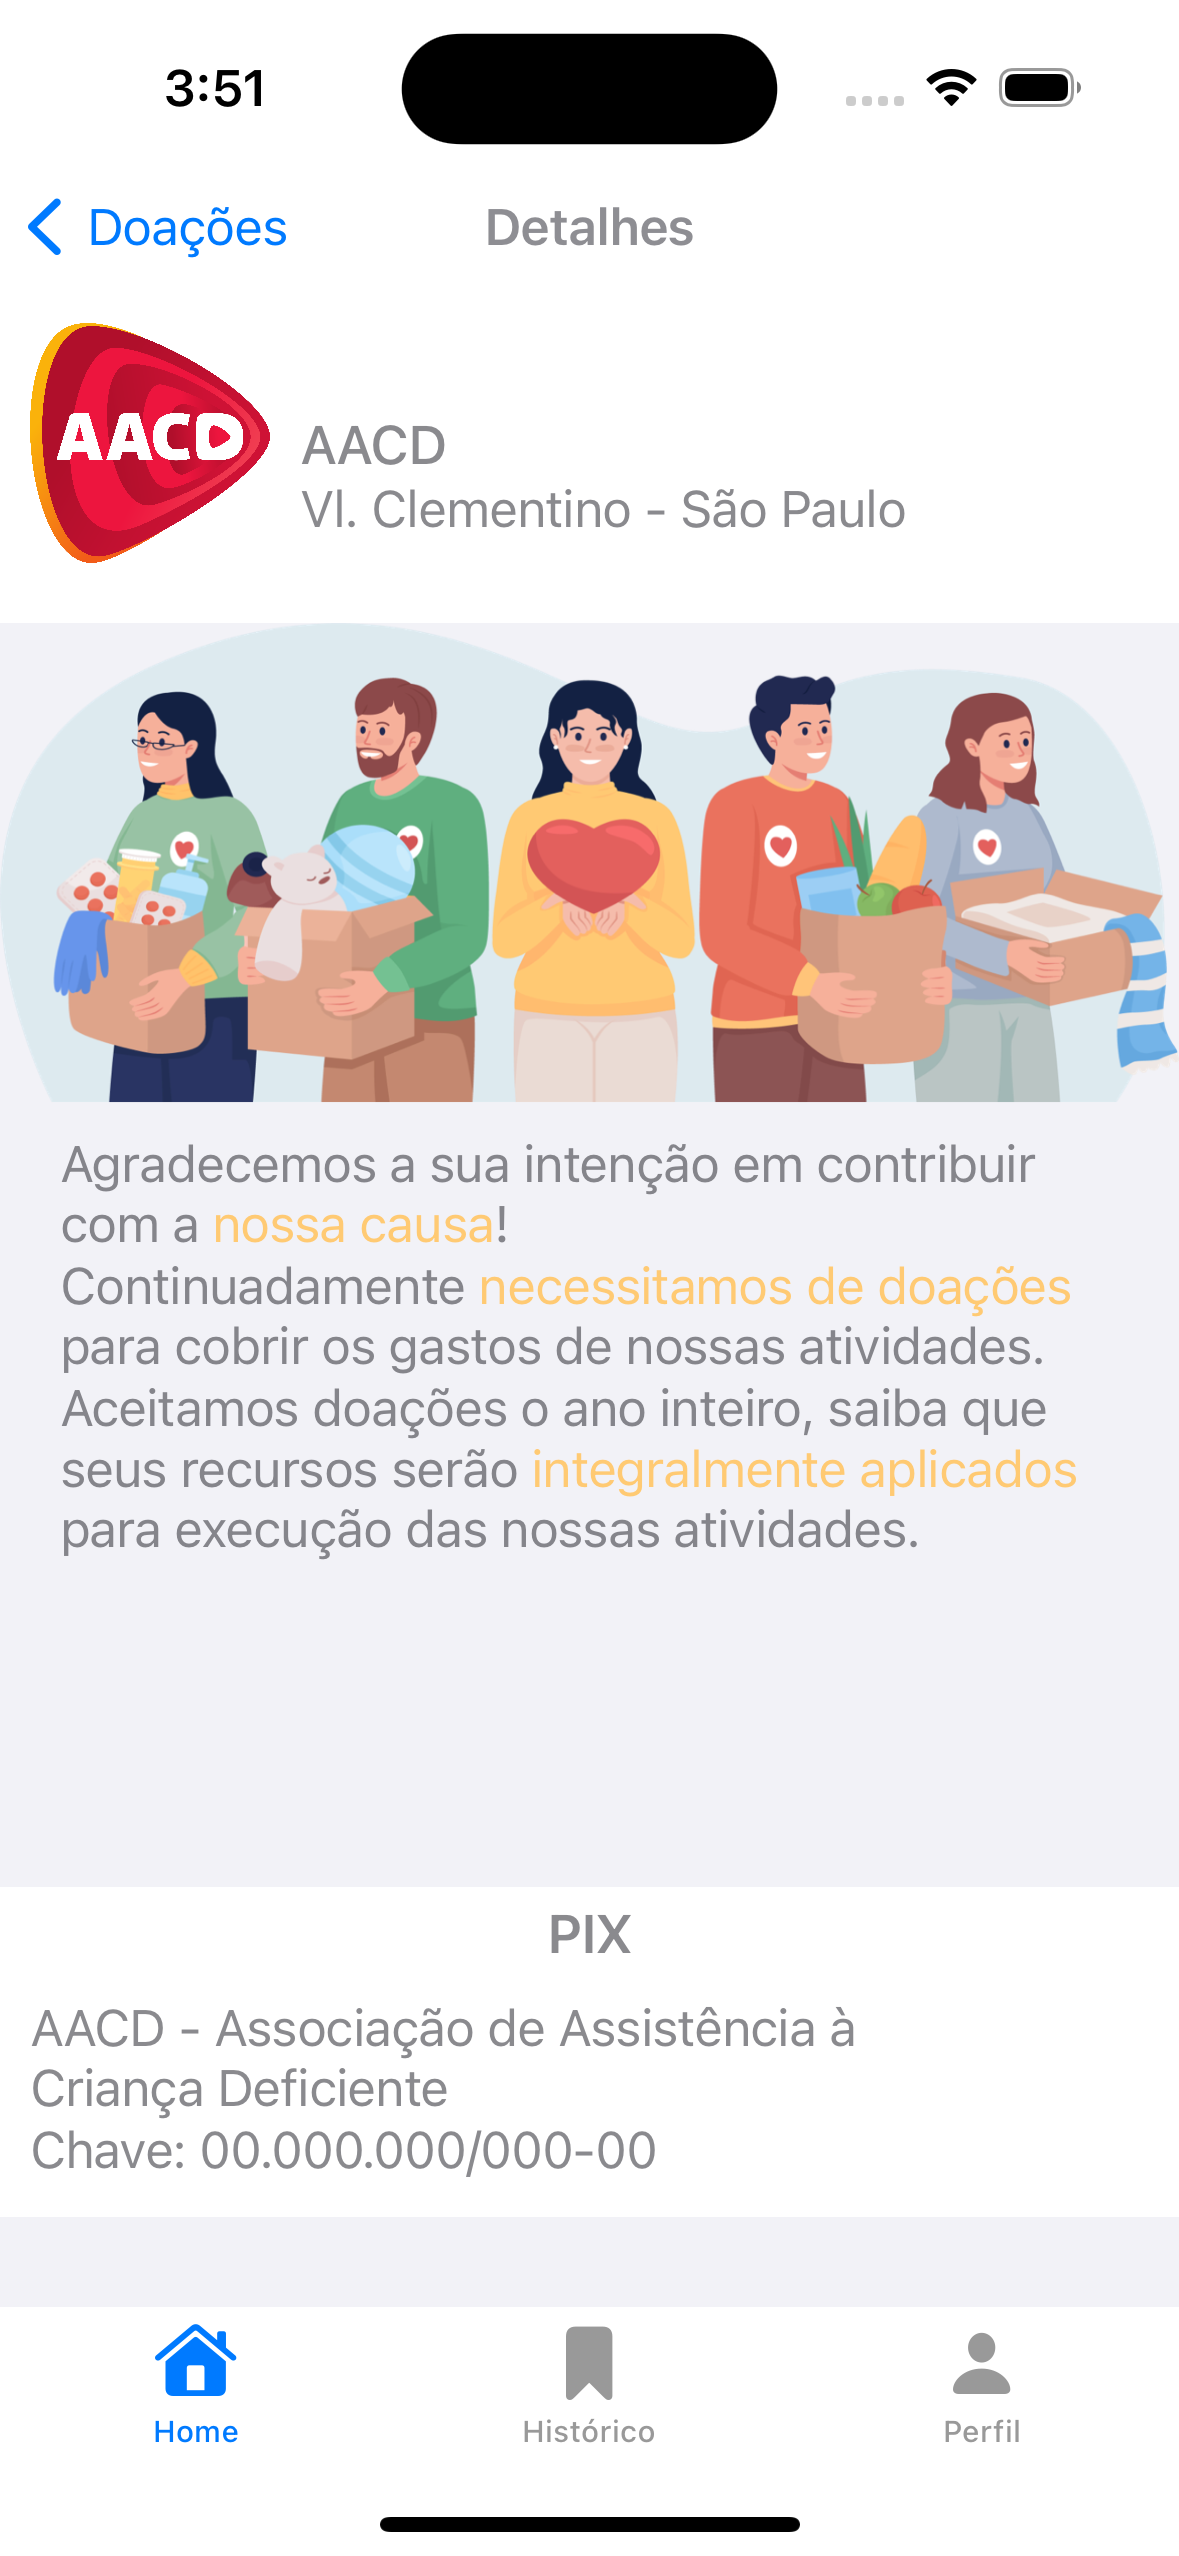 3:51
Doações
Detalhes
AACD
AACD
Vl. Clementino - São Paulo
Agradecemos a sua intenção em contribuir
com a nossa causa!
Continuadamente necessitamos de doações
para cobrir os gastos de nossas atividades.
Aceitamos doações o ano inteiro, saiba que
seus recursos serão integralmente aplicados
para execução das nossas atividades.
PIX
AACD - Associação de Assistência à
Criança Deficiente
Chave: 00.000.000/000-00
Home
Histórico
Perfil